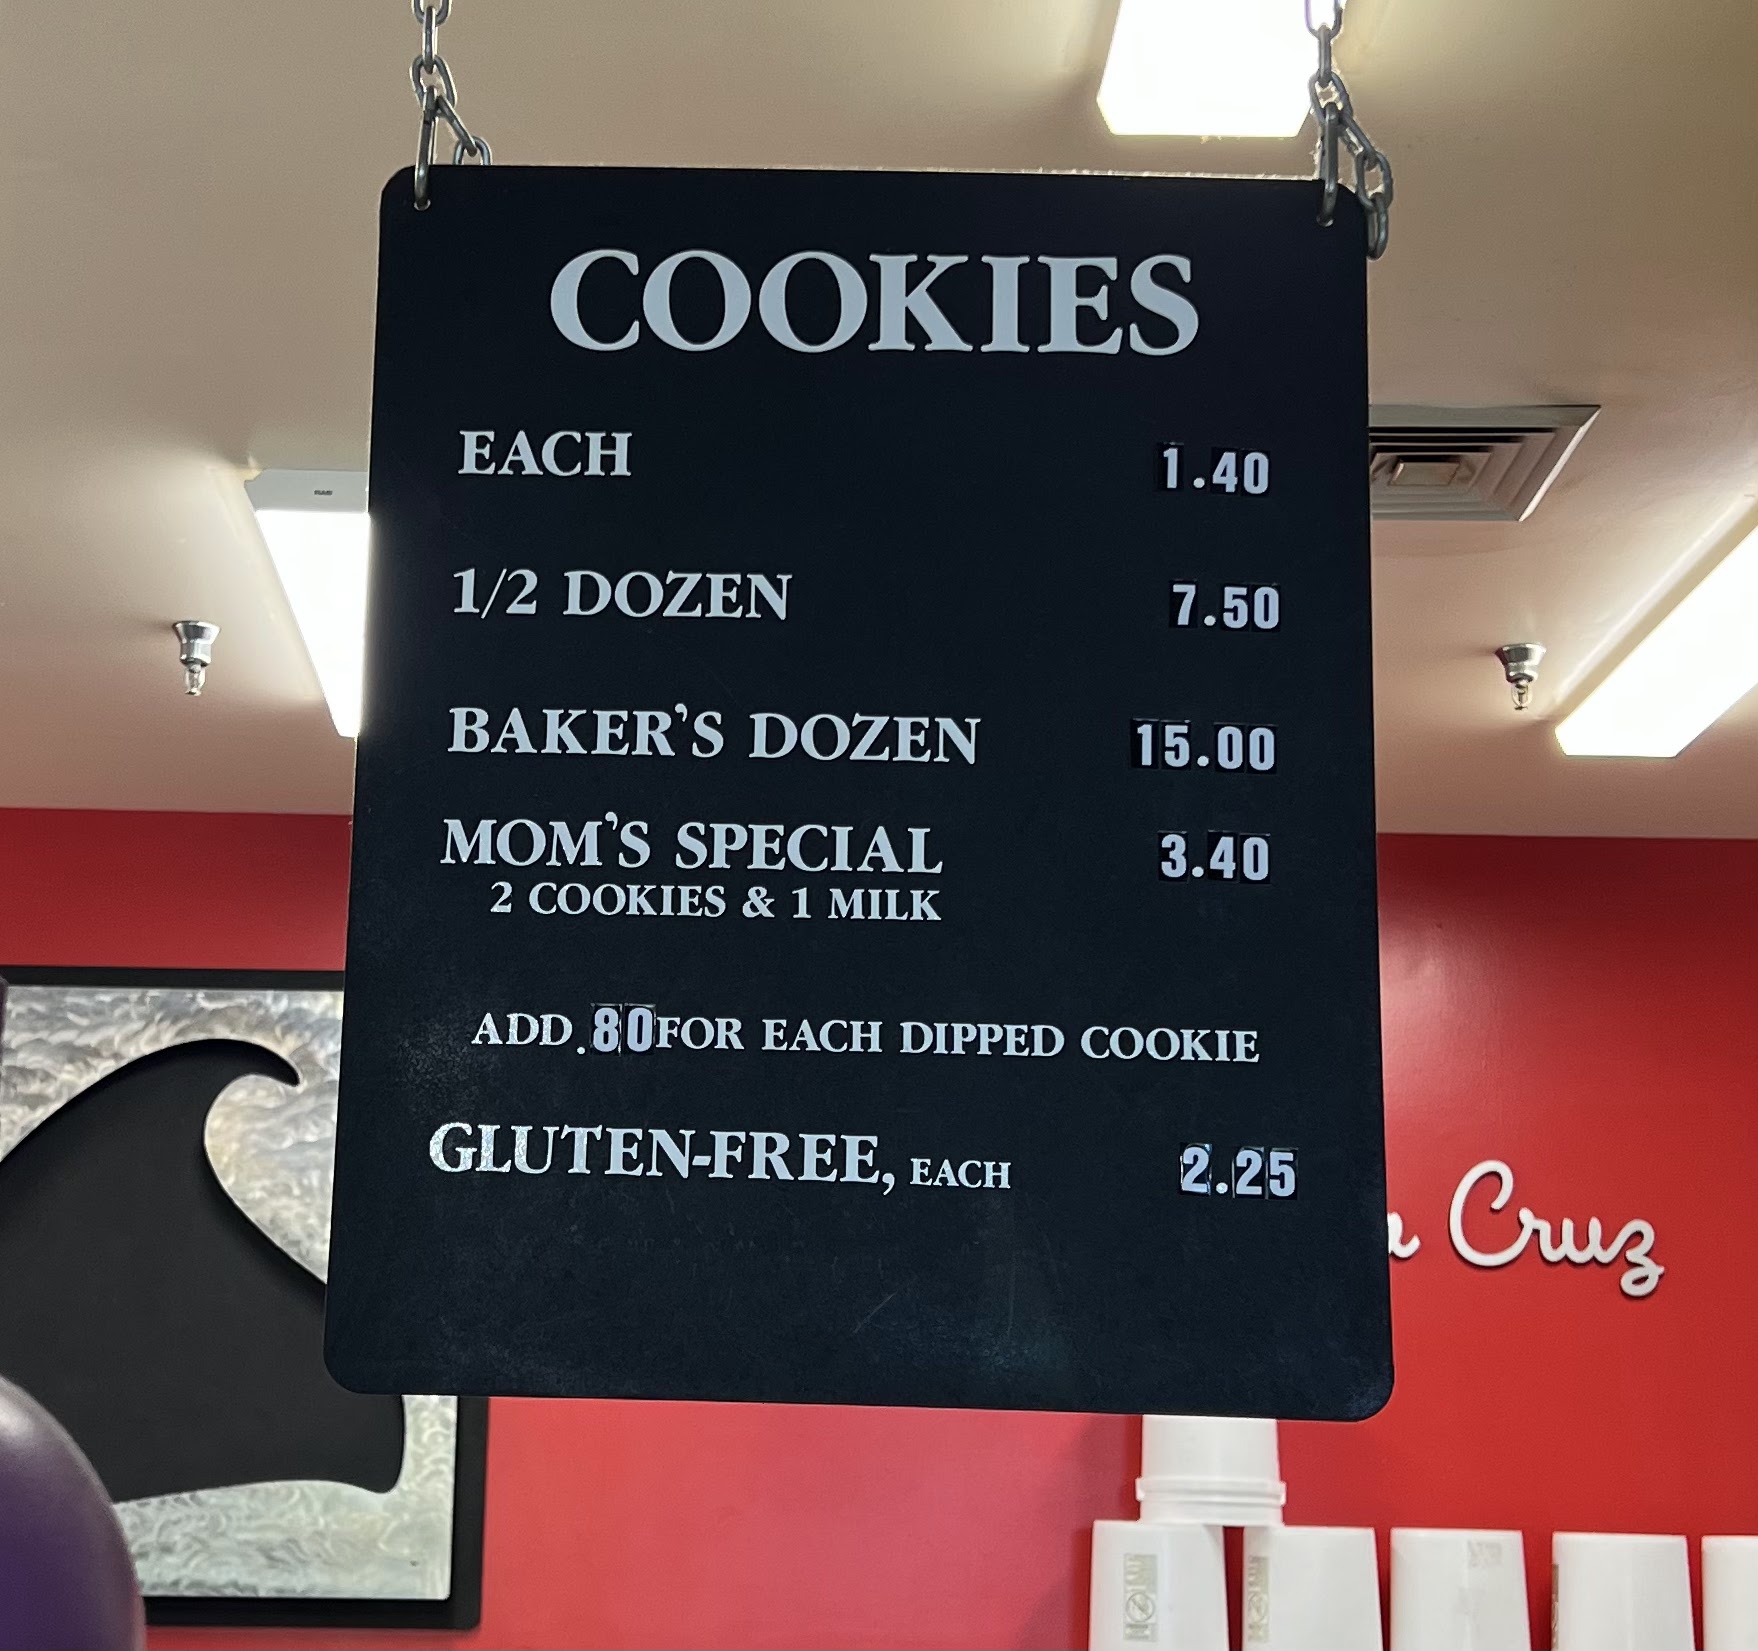 COOKIES
EACH 1.40
1/2 DOZEN 7.50
BAKER'S DOZEN 15.00
MOM'S SPECIAL 3.40
2 COOKIES & 1 MILK
ADD .80 FOR EACH DIPPED COOKIE
GLUTEN-FREE, EACH 2.25
Cruz